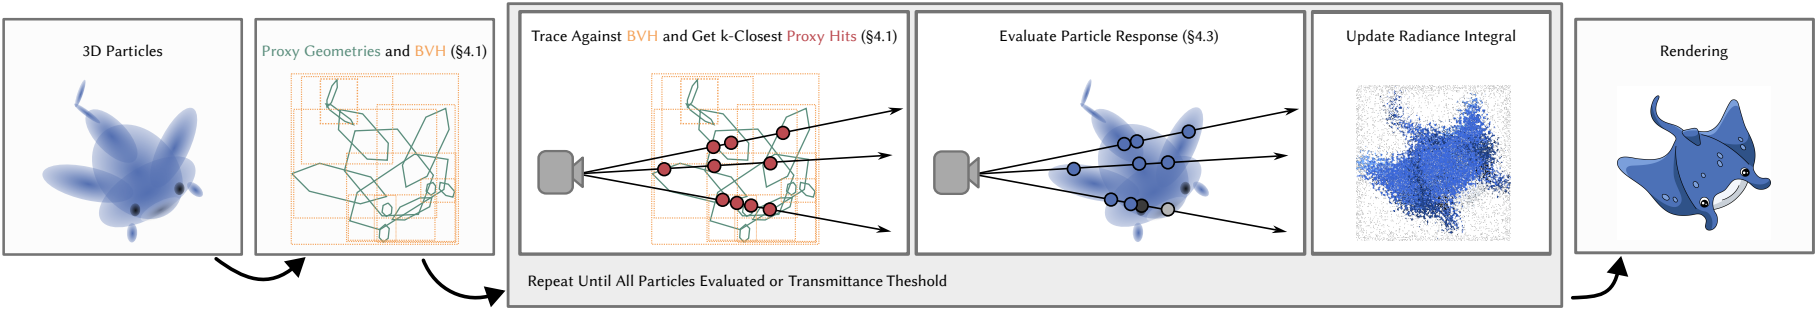 3D Particles
Proxy Geometries and BVH (§4.1)
Trace Against BVH and Get k-Closest Proxy Hits (§4.1)
Evaluate Particle Response (§4.3)
Update Radiance Integral
Rendering
Repeat Until All Particles Evaluated or Transmittance Theshold